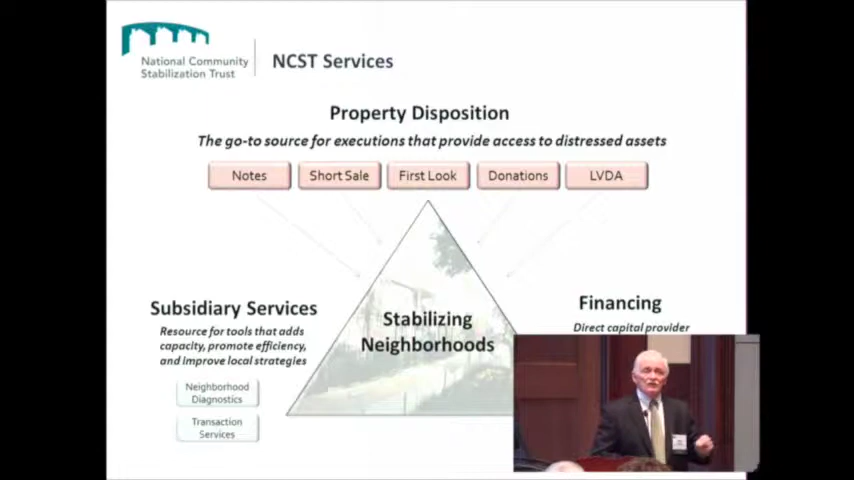 National Community
Stabilization Trust
NCST Services
Property Disposition
The go-to source for executions that provide access to distressed assets
Notes
Short Sale
First Look
Donations
LVDA
Subsidiary Services
Resource for tools that adds
capacity, promote efficiency,
and improve local strategies
Neighborhood
Diagnostics
Transaction
Services
Stabilizing
Neighborhoods
Financing
Direct capital provider